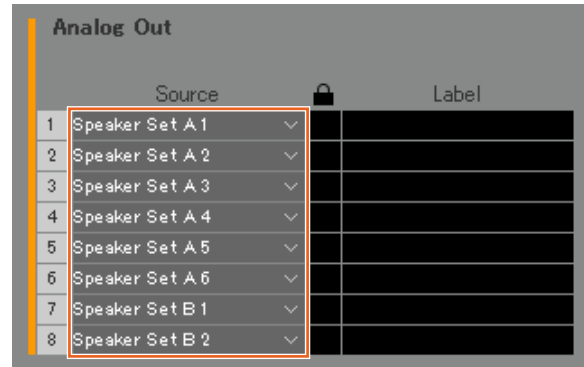 Analog Out
Source Label
1 Speaker Set A 1
2 Speaker Set A 2
3 Speaker Set A 3
4 Speaker Set A 4
5 Speaker Set A 5
6 Speaker Set A 6
7 Speaker Set B 1
8 Speaker Set B 2